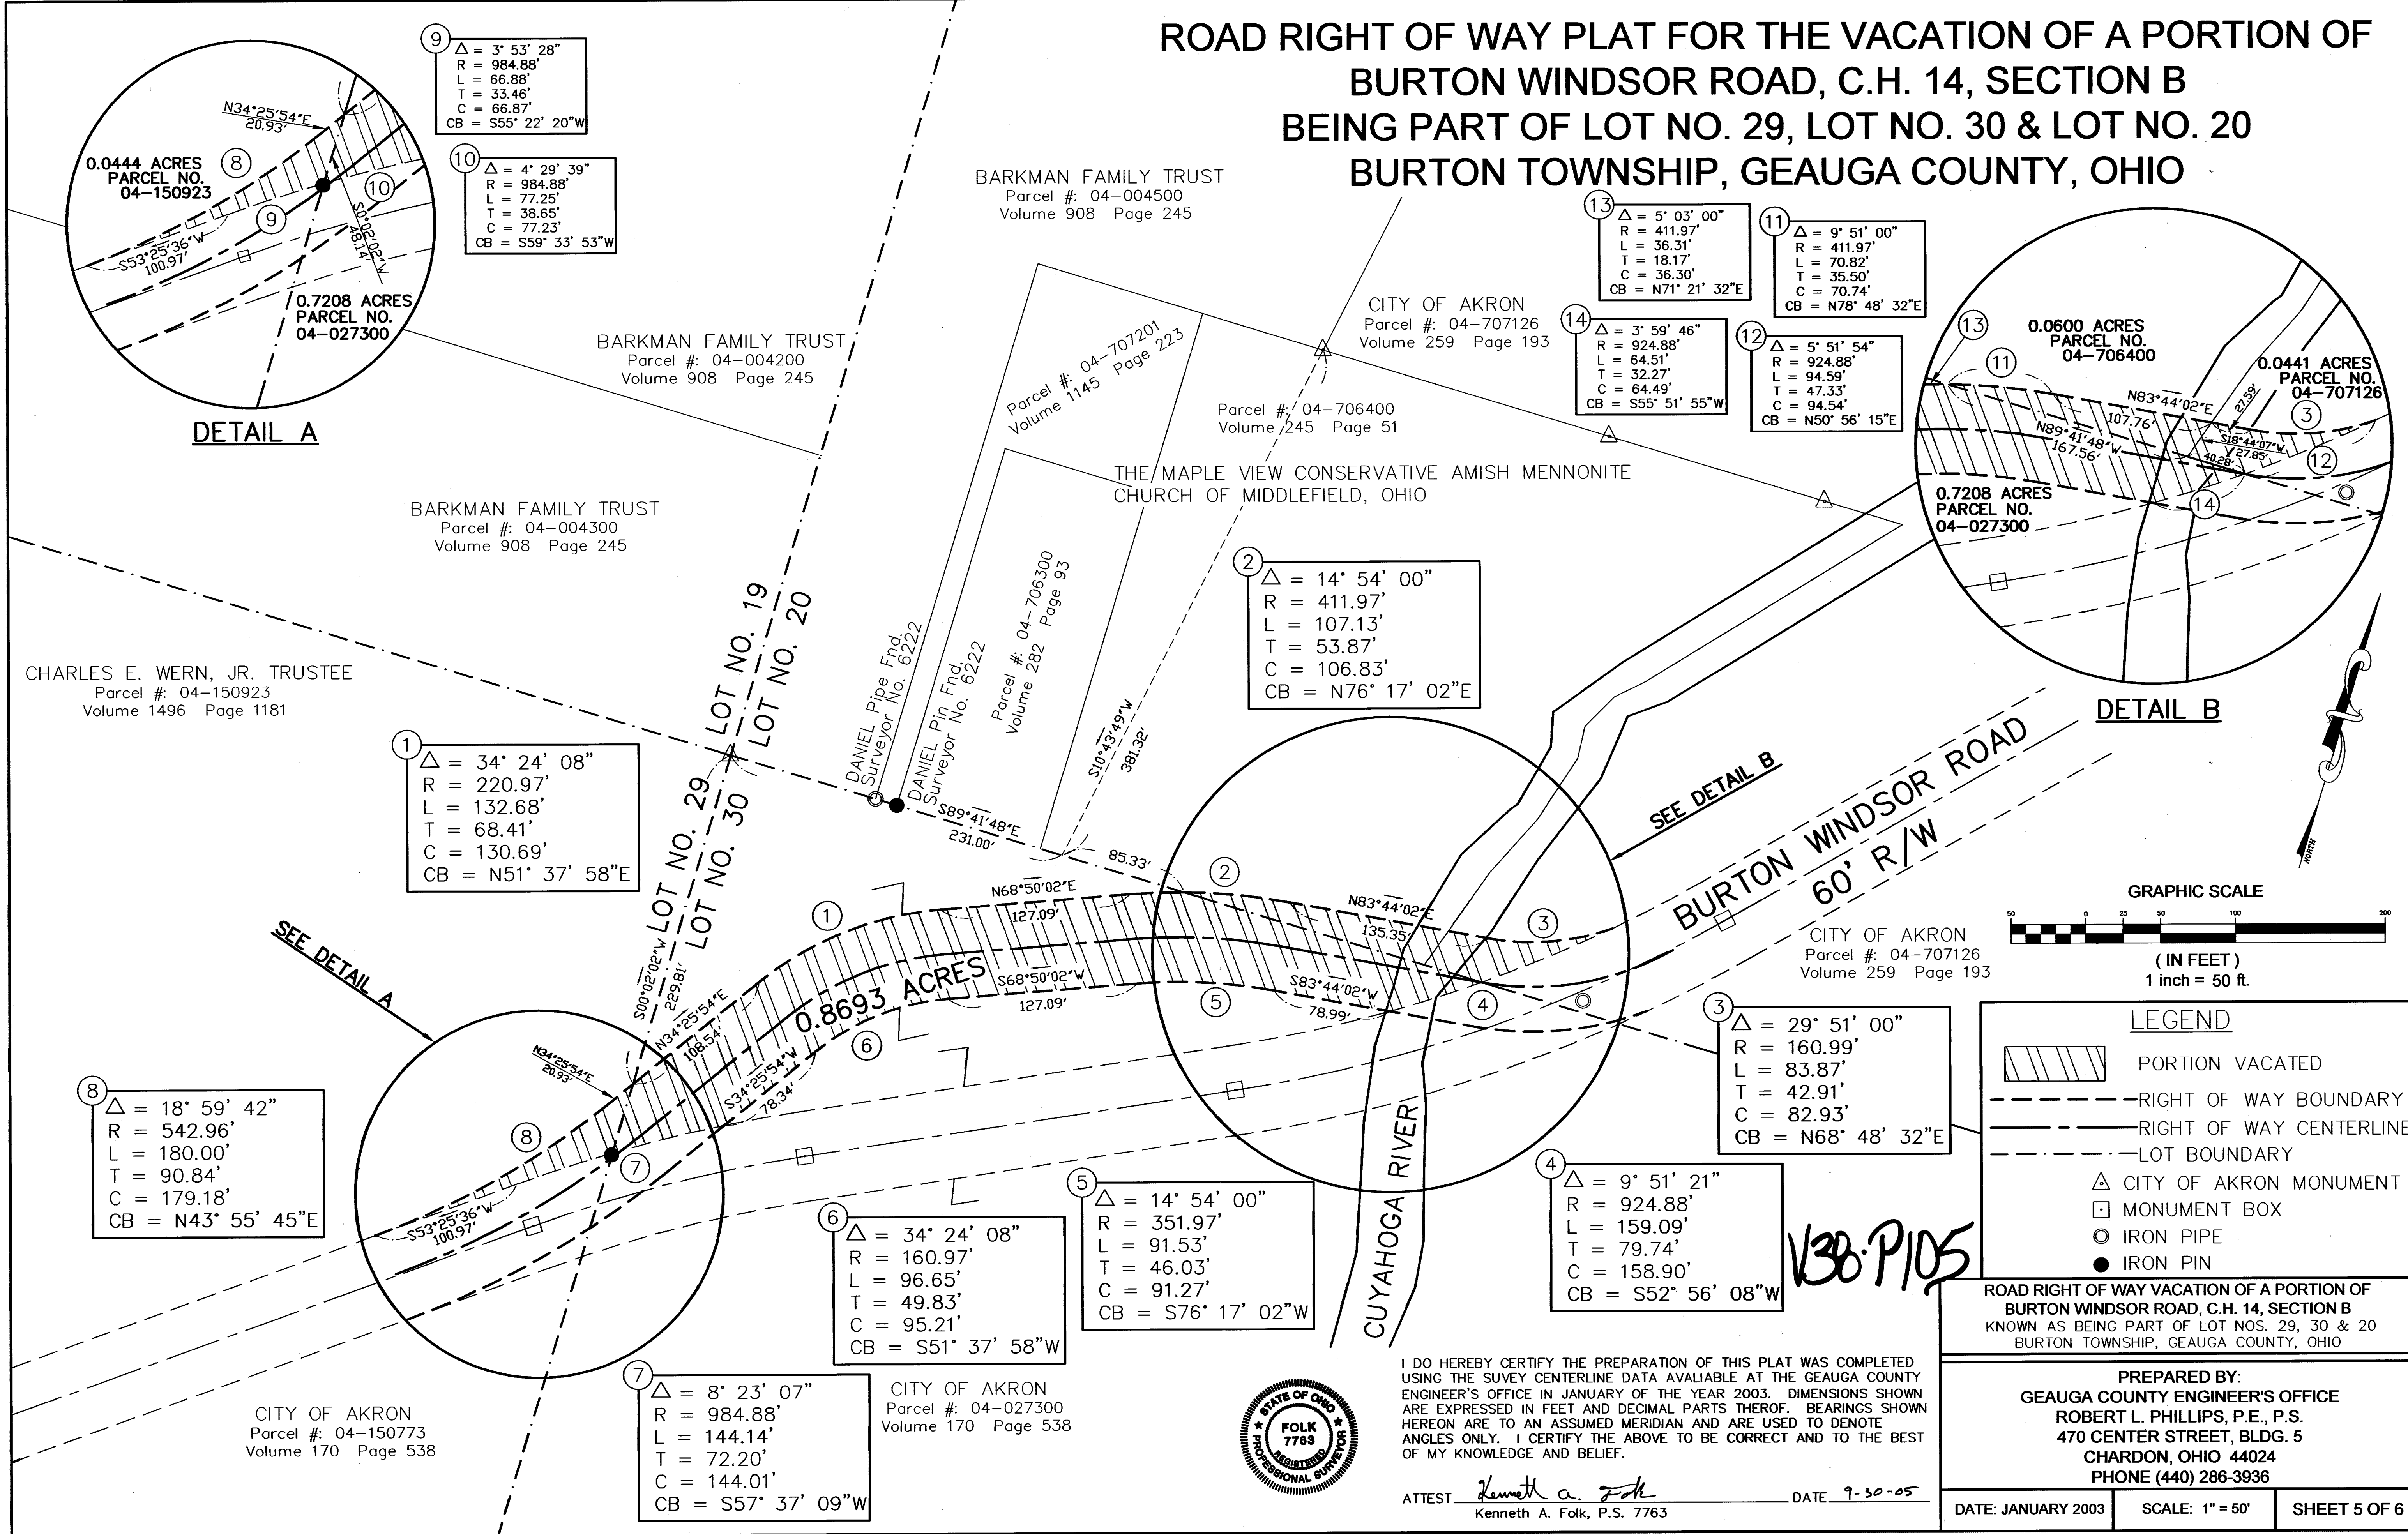 ROAD RIGHT OF WAY PLAT FOR THE VACATION OF A PORTION OF
BURTON WINDSOR ROAD, C.H. 14, SECTION B
BEING PART OF LOT NO. 29, LOT NO. 30 & LOT NO. 20
BURTON TOWNSHIP, GEAUGA COUNTY, OHIO
9
△ = 3° 53' 28"
R = 984.88'
L = 66.88'
T = 33.46'
C = 66.87'
CB = S55° 22' 20"W
10
△ = 4° 29' 39"
R = 984.88'
L = 77.25'
T = 38.65'
C = 77.23'
CB = S59° 33' 53"W
N34°25'54"E
20.93'
0.0444 ACRES
PARCEL NO.
04-150923
8
10
9
S0°02'02"W
48.14'
S53°25'36"W
100.97'
0.7208 ACRES
PARCEL NO.
04-027300
DETAIL A
BARKMAN FAMILY TRUST
Parcel #: 04-004500
Volume 908 Page 245
BARKMAN FAMILY TRUST
Parcel #: 04-004200
Volume 908 Page 245
BARKMAN FAMILY TRUST
Parcel #: 04-004300
Volume 908 Page 245
CHARLES E. WERN, JR. TRUSTEE
Parcel #: 04-150923
Volume 1496 Page 1181
Parcel #: 04-707201
Volume 1145 Page 223
CITY OF AKRON
Parcel #: 04-707126
Volume 259 Page 193
Parcel #: 04-706400
Volume 245 Page 51
THE MAPLE VIEW CONSERVATIVE AMISH MENNONITE
CHURCH OF MIDDLEFIELD, OHIO
Parcel #: 04-706300
Volume 282 Page 93
13
△ = 5° 03' 00"
R = 411.97'
L = 36.31'
T = 18.17'
C = 36.30'
CB = N71° 21' 32"E
11
△ = 9° 51' 00"
R = 411.97'
L = 70.82'
T = 35.50'
C = 70.74'
CB = N78° 48' 32"E
14
△ = 3° 59' 46"
R = 924.88'
L = 64.51'
T = 32.27'
C = 64.49'
CB = S55° 51' 55"W
12
△ = 5° 51' 54"
R = 924.88'
L = 94.59'
T = 47.33'
C = 94.54'
CB = N50° 56' 15"E
13
11
0.0600 ACRES
PARCEL NO.
04-706400
0.0441 ACRES
PARCEL NO.
04-707126
27.59'
N83°44'02"E
107.76'
3
N89°41'48"W
167.56'
S18°44'07"W
27.85'
40.28'
12
14
0.7208 ACRES
PARCEL NO.
04-027300
DETAIL B
LOT NO. 19
LOT NO. 20
LOT NO. 29
LOT NO. 30
DANIEL Pipe Fnd.
Surveyor No. 6222
DANIEL Pin Fnd.
Surveyor No. 6222
S10°43'49"W
381.32'
S89°41'48"E
231.00'
85.33'
2
△ = 14° 54' 00"
R = 411.97'
L = 107.13'
T = 53.87'
C = 106.83'
CB = N76° 17' 02"E
1
△ = 34° 24' 08"
R = 220.97'
L = 132.68'
T = 68.41'
C = 130.69'
CB = N51° 37' 58"E
SEE DETAIL A
SEE DETAIL B
BURTON WINDSOR ROAD
60' R/W
S00°02'02"W
229.81'
N34°25'54"E
20.93'
N34°25'54"E
108.54'
1
N68°50'02"E
127.09'
2
N83°44'02"E
135.35'
3
0.8693 ACRES
S68°50'02"W
127.09'
S83°44'02"W
78.99'
4
5
6
S34°25'54"W
78.34'
7
8
S53°25'36"W
100.97'
CUYAHOGA RIVER
CITY OF AKRON
Parcel #: 04-707126
Volume 259 Page 193
GRAPHIC SCALE
50 0 25 50 100 200
( IN FEET )
1 inch = 50 ft.
LEGEND
PORTION VACATED
RIGHT OF WAY BOUNDARY
RIGHT OF WAY CENTERLINE
LOT BOUNDARY
CITY OF AKRON MONUMENT
MONUMENT BOX
IRON PIPE
IRON PIN
8
△ = 18° 59' 42"
R = 542.96'
L = 180.00'
T = 90.84'
C = 179.18'
CB = N43° 55' 45"E
3
△ = 29° 51' 00"
R = 160.99'
L = 83.87'
T = 42.91'
C = 82.93'
CB = N68° 48' 32"E
4
△ = 9° 51' 21"
R = 924.88'
L = 159.09'
T = 79.74'
C = 158.90'
CB = S52° 56' 08"W
5
△ = 14° 54' 00"
R = 351.97'
L = 91.53'
T = 46.03'
C = 91.27'
CB = S76° 17' 02"W
6
△ = 34° 24' 08"
R = 160.97'
L = 96.65'
T = 49.83'
C = 95.21'
CB = S51° 37' 58"W
7
△ = 8° 23' 07"
R = 984.88'
L = 144.14'
T = 72.20'
C = 144.01'
CB = S57° 37' 09"W
V38·P105
CITY OF AKRON
Parcel #: 04-150773
Volume 170 Page 538
CITY OF AKRON
Parcel #: 04-027300
Volume 170 Page 538
STATE OF OHIO
FOLK
7763
REGISTERED
PROFESSIONAL SURVEYOR
I DO HEREBY CERTIFY THE PREPARATION OF THIS PLAT WAS COMPLETED
USING THE SUVEY CENTERLINE DATA AVALIABLE AT THE GEAUGA COUNTY
ENGINEER'S OFFICE IN JANUARY OF THE YEAR 2003. DIMENSIONS SHOWN
ARE EXPRESSED IN FEET AND DECIMAL PARTS THEROF. BEARINGS SHOWN
HEREON ARE TO AN ASSUMED MERIDIAN AND ARE USED TO DENOTE
ANGLES ONLY. I CERTIFY THE ABOVE TO BE CORRECT AND TO THE BEST
OF MY KNOWLEDGE AND BELIEF.
ATTEST Kenneth A. Folk DATE 9-30-05
Kenneth A. Folk, P.S. 7763
ROAD RIGHT OF WAY VACATION OF A PORTION OF
BURTON WINDSOR ROAD, C.H. 14, SECTION B
KNOWN AS BEING PART OF LOT NOS. 29, 30 & 20
BURTON TOWNSHIP, GEAUGA COUNTY, OHIO
PREPARED BY:
GEAUGA COUNTY ENGINEER'S OFFICE
ROBERT L. PHILLIPS, P.E., P.S.
470 CENTER STREET, BLDG. 5
CHARDON, OHIO 44024
PHONE (440) 286-3936
DATE: JANUARY 2003
SCALE: 1" = 50'
SHEET 5 OF 6